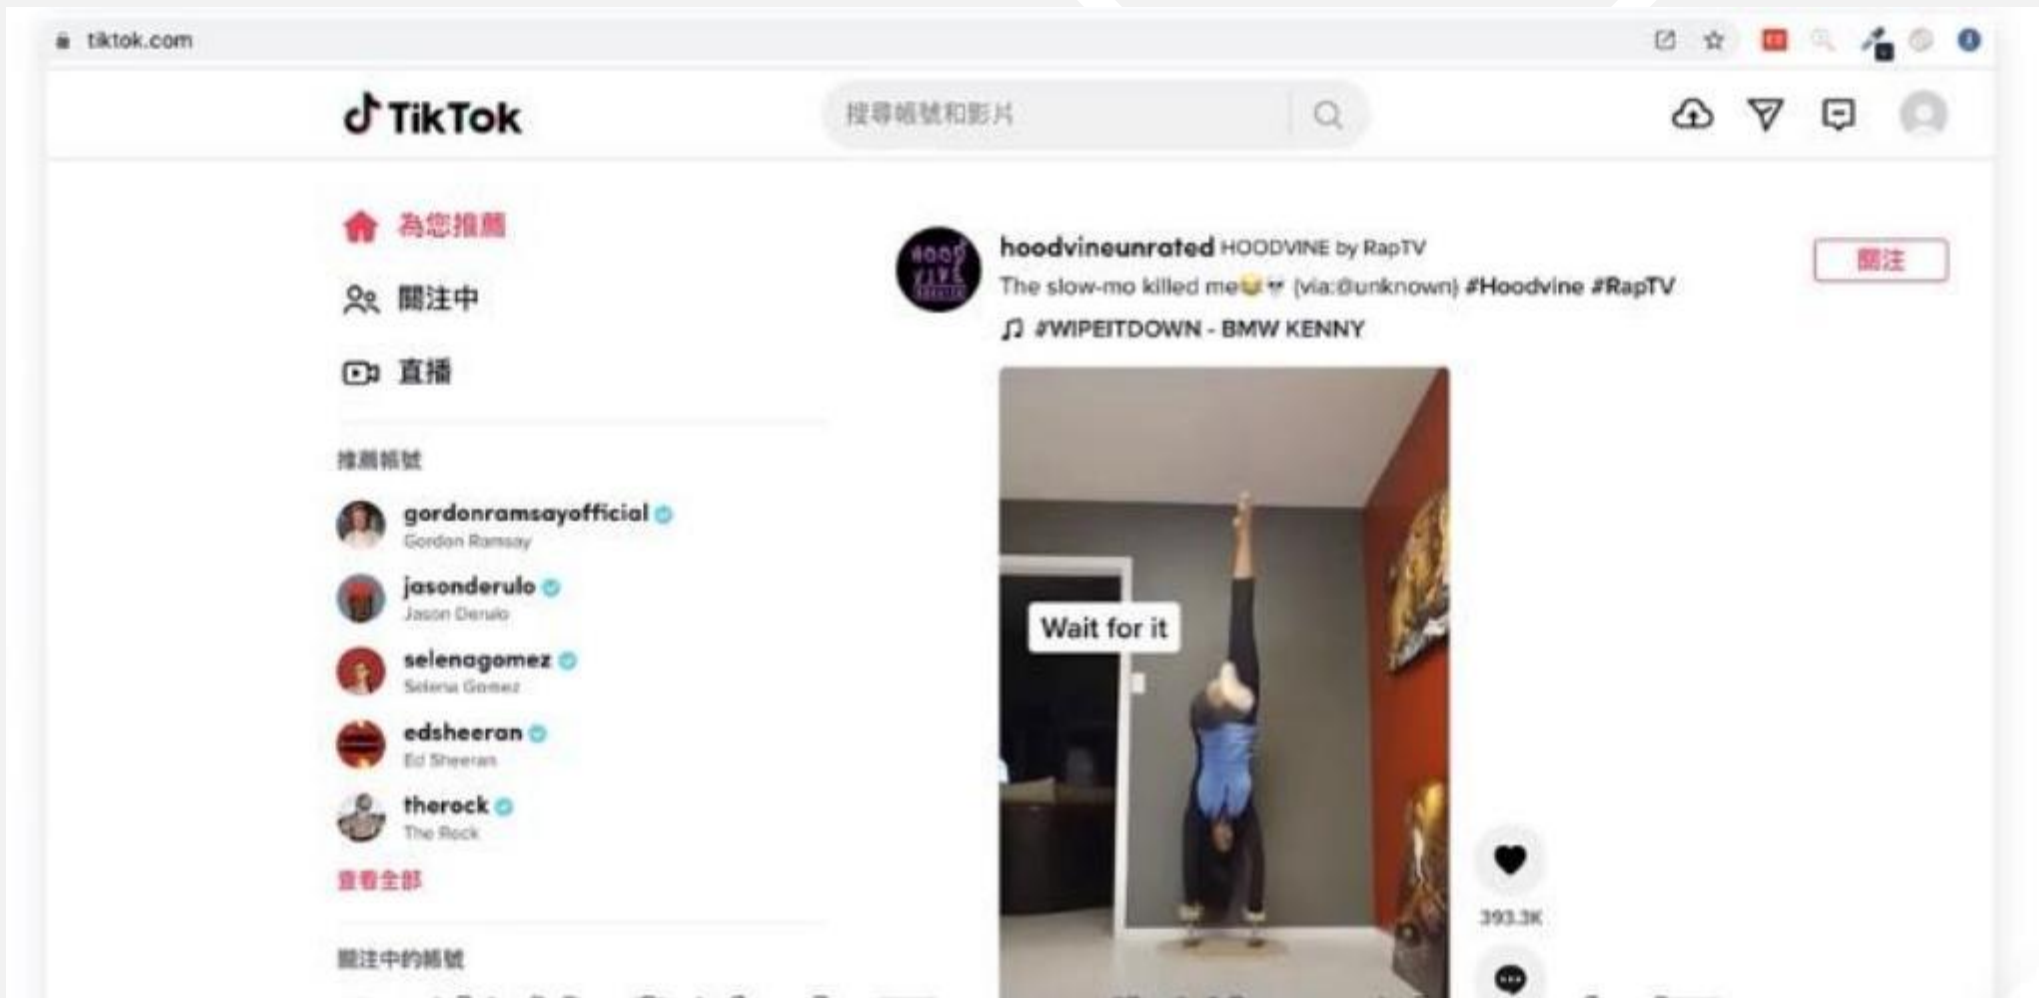 tiktok.com
TikTok
搜尋帳號和影片
為您推薦
關注中
直播
推薦帳號
gordonramsayofficial
Gordon Ramsay
jasonderulo
Jason Derulo
selenagomez
Selena Gomez
edsheeran
Ed Sheeran
therock
The Rock
查看全部
關注中的帳號
HOOD VINE
hoodvineunrated HOODVINE by RapTV
關注
The slow-mo killed me😂💀 (via:@unknown) #Hoodvine #RapTV
#WIPEITDOWN - BMW KENNY
Wait for it
393.3K